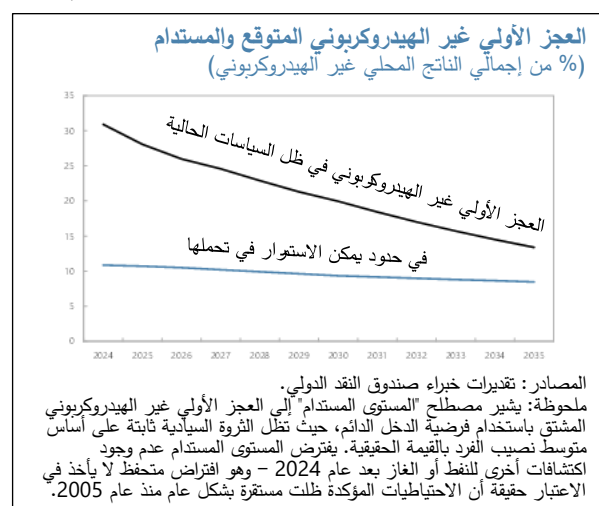 العجز الأولي غير الهيدروكربوني المتوقع والمستدام
(% من إجمالي الناتج المحلي غير الهيدروكربوني)
35
30
25
20
15
10
5
0
العجز الأولي غير الهيدروكربوني في ظل السياسات الحالية
في حدود يمكن الاستمرار في تحملها
2024 2025 2026 2027 2028 2029 2030 2031 2032 2033 2034 2035
المصادر: تقديرات خبراء صندوق النقد الدولي.
ملحوظة: يشير مصطلح "المستوى المستدام" إلى العجز الأولي غير الهيدروكربوني
المشتق باستخدام فرضية الدخل الدائم، حيث تظل الثروة السيادية ثابتة على أساس
متوسط نصيب الفرد بالقيمة الحقيقية. يفترض المستوى المستدام عدم وجود
اكتشافات أخرى للنفط أو الغاز بعد عام 2024 – وهو افتراض متحفظ لا يأخذ في
الاعتبار حقيقة أن الاحتياطيات المؤكدة ظلت مستقرة بشكل عام منذ عام 2005.